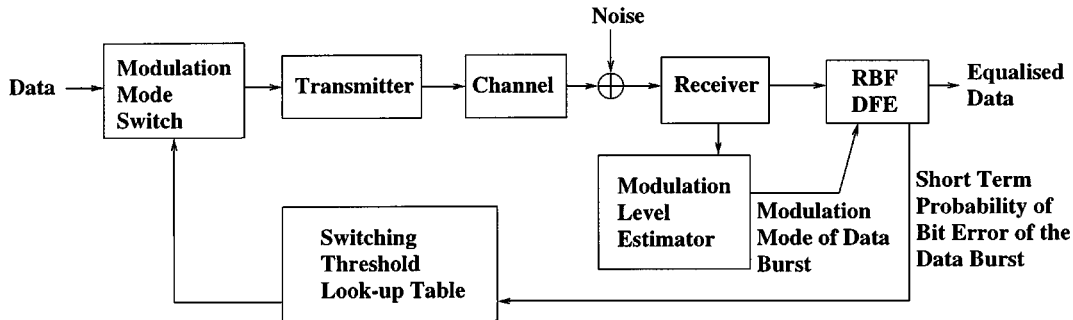 Noise
Data
Modulation
Mode
Switch
Transmitter
Channel
Receiver
RBF
DFE
Equalised
Data
Modulation
Level
Estimator
Modulation
Mode of Data
Burst
Short Term
Probability of
Bit Error of the
Data Burst
Switching
Threshold
Look-up Table